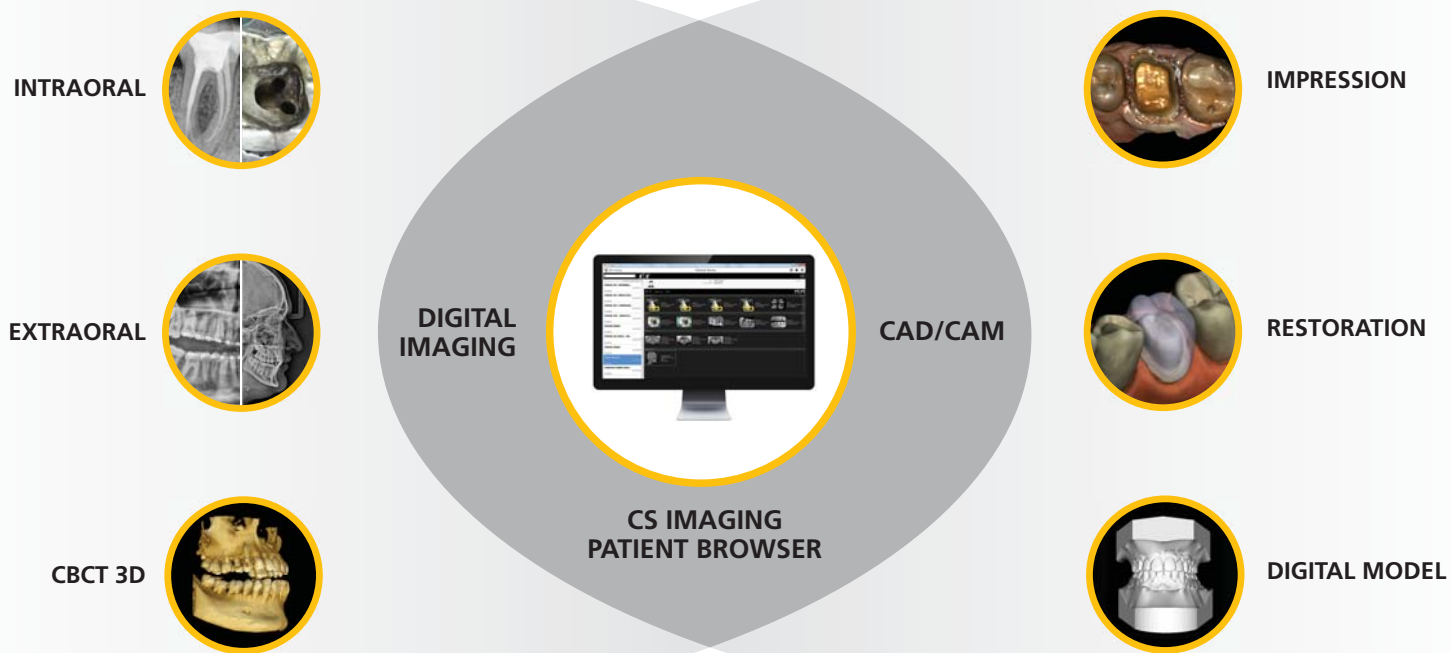 INTRAORAL
EXTRAORAL
CBCT 3D
DIGITAL
IMAGING
CS IMAGING
PATIENT BROWSER
CAD/CAM
IMPRESSION
RESTORATION
DIGITAL MODEL